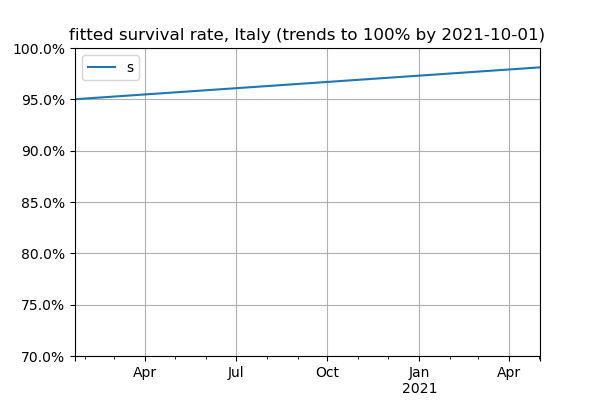 fitted survival rate, Italy (trends to 100% by 2021-10-01)
100.0%
s
95.0%
90.0%
85.0%
80.0%
75.0%
70.0%
Apr Jul Oct Jan Apr
2021